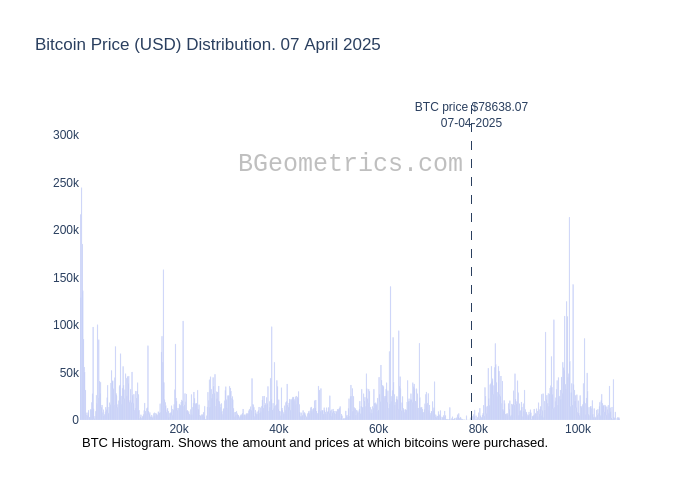 Bitcoin Price (USD) Distribution. 07 April 2025
BTC price $78638.07
07-04-2025
BGeometrics.com
300k
250k
200k
150k
100k
50k
0
20k
40k
60k
80k
100k
BTC Histogram. Shows the amount and prices at which bitcoins were purchased.